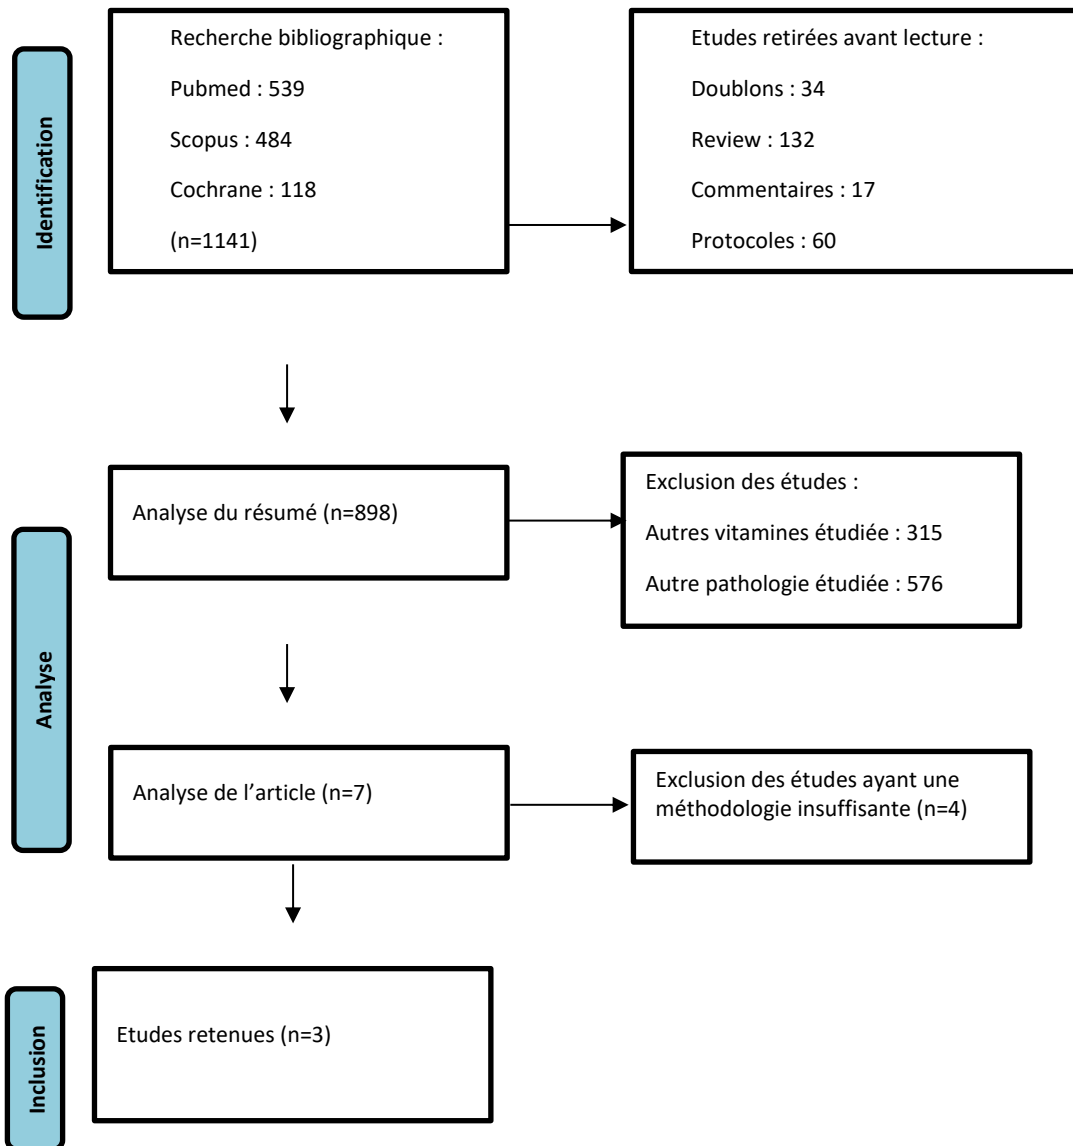 Identification
Recherche bibliographique :
Pubmed : 539
Scopus : 484
Cochrane : 118
(n=1141)
Etudes retirées avant lecture :
Doublons : 34
Review : 132
Commentaires : 17
Protocoles : 60
Analyse
Analyse du résumé (n=898)
Exclusion des études :
Autres vitamines étudiée : 315
Autre pathologie étudiée : 576
Analyse de l’article (n=7)
Exclusion des études ayant une
méthodologie insuffisante (n=4)
Inclusion
Etudes retenues (n=3)